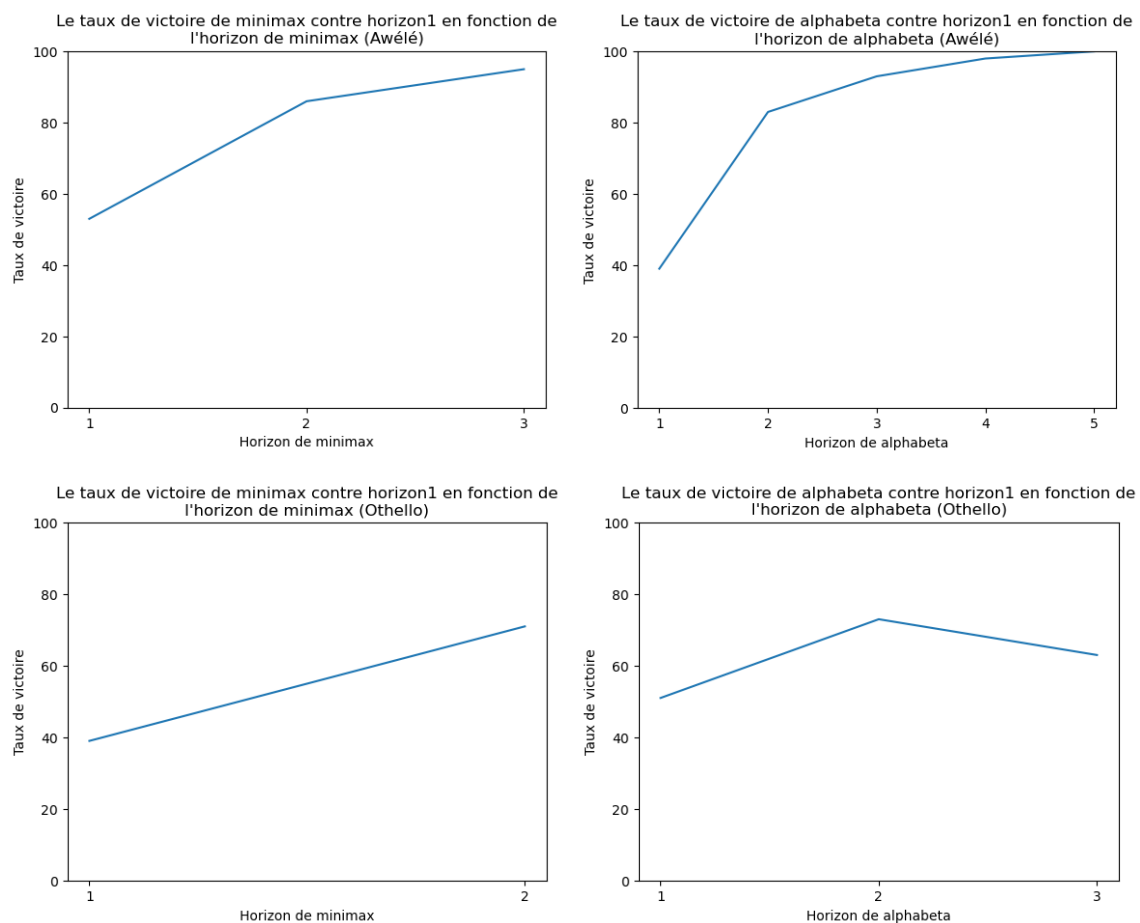 Le taux de victoire de minimax contre horizon1 en fonction de
l'horizon de minimax (Awélé)
100
80
60
40
20
0
Taux de victoire
1 2 3
Horizon de minimax
Le taux de victoire de alphabeta contre horizon1 en fonction de
l'horizon de alphabeta (Awélé)
100
80
60
40
20
0
Taux de victoire
1 2 3 4 5
Horizon de alphabeta
Le taux de victoire de minimax contre horizon1 en fonction de
l'horizon de minimax (Othello)
100
80
60
40
20
0
Taux de victoire
1 2
Horizon de minimax
Le taux de victoire de alphabeta contre horizon1 en fonction de
l'horizon de alphabeta (Othello)
100
80
60
40
20
0
Taux de victoire
1 2 3
Horizon de alphabeta